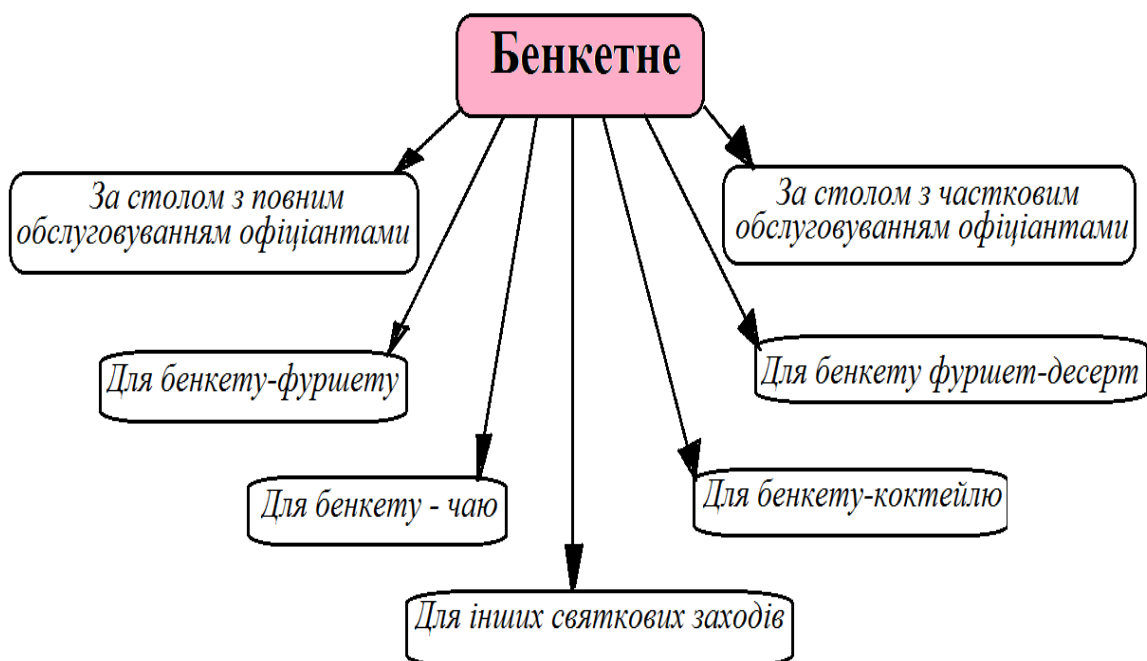 Бенкетне
За столом з повним
обслуговуванням офіціантами
За столом з частковим
обслуговуванням офіціантами
Для бенкету-фуршету
Для бенкету фуршет-десерт
Для бенкету - чаю
Для бенкету-коктейлю
Для інших святкових заходів